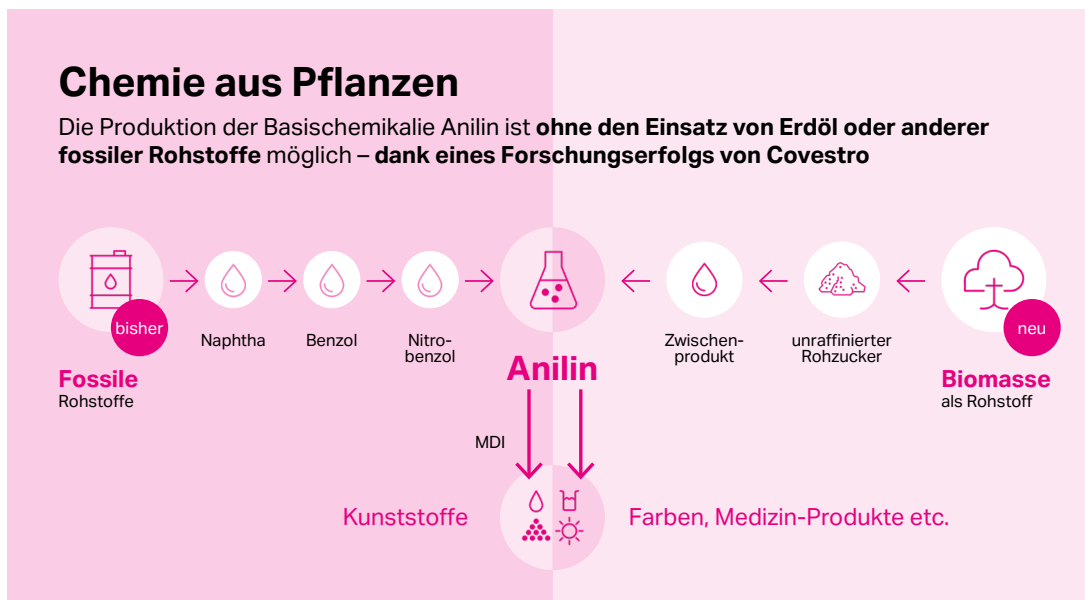 Chemie aus Pflanzen
Die Produktion der Basischemikalie Anilin ist ohne den Einsatz von Erdöl oder anderer
fossiler Rohstoffe möglich – dank eines Forschungserfolgs von Covestro
bisher
Fossile
Rohstoffe
Naphtha
Benzol
Nitro-
benzol
Anilin
Zwischen-
produkt
unraffinierter
Rohzucker
neu
Biomasse
als Rohstoff
MDI
Kunststoffe
Farben, Medizin-Produkte etc.